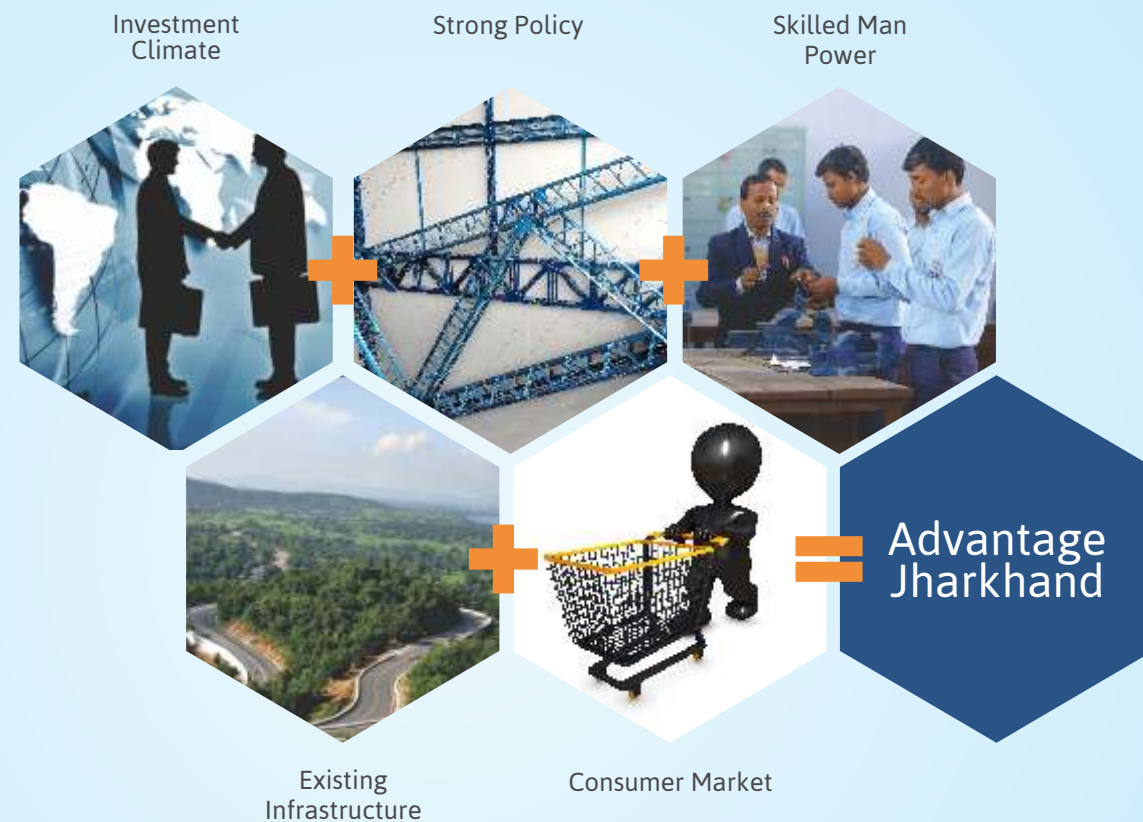 Investment
Climate
Strong Policy
Skilled Man
Power
Advantage
Jharkhand
Existing
Infrastructure
Consumer Market